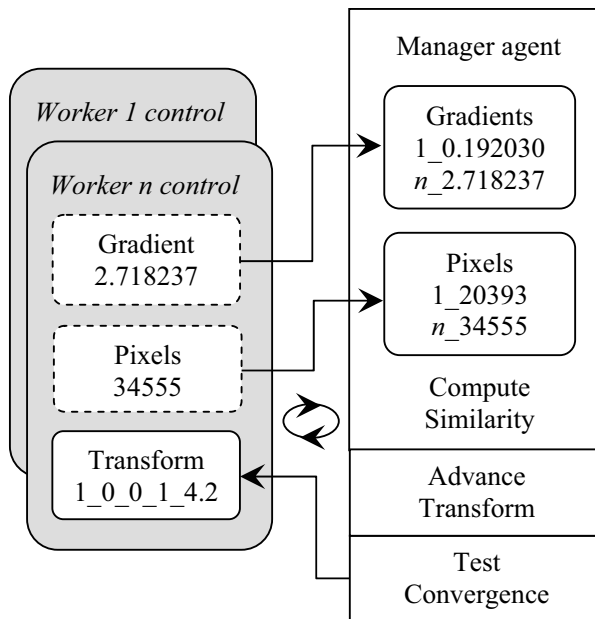 Worker 1 control
Worker n control
Gradient
2.718237
Pixels
34555
Transform
1_0_0_1_4.2
Manager agent
Gradients
1_0.192030
n_2.718237
Pixels
1_20393
n_34555
Compute
Similarity
Advance
Transform
Test
Convergence